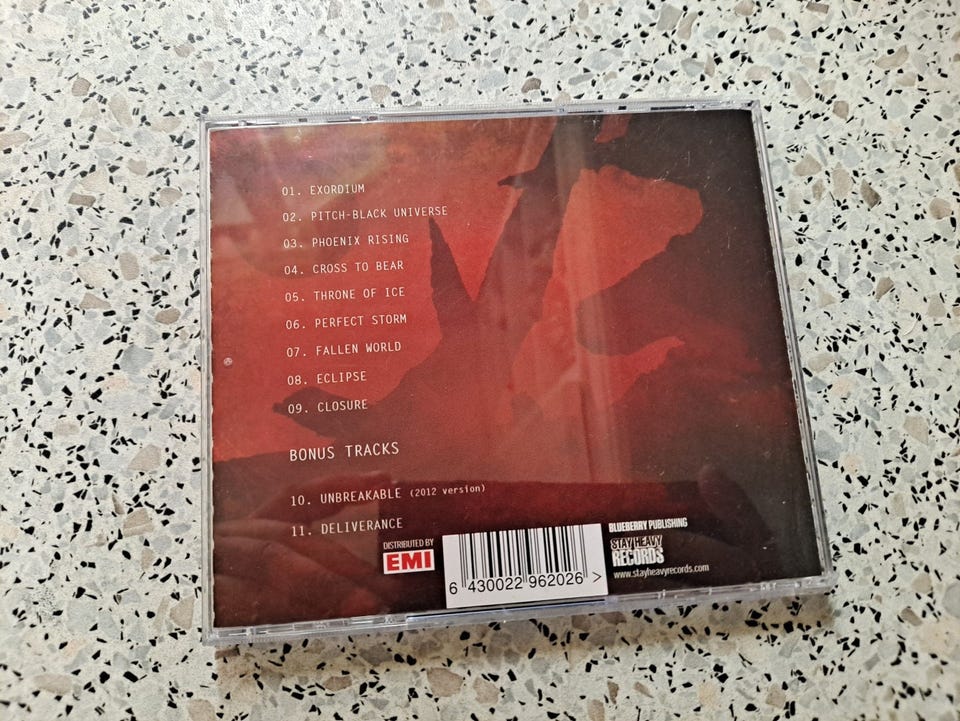 01. EXORDIUM
02. PITCH-BLACK UNIVERSE
03. PHOENIX RISING
04. CROSS TO BEAR
05. THRONE OF ICE
06. PERFECT STORM
07. FALLEN WORLD
08. ECLIPSE
09. CLOSURE
BONUS TRACKS
10. UNBREAKABLE (2012 version)
11. DELIVERANCE
DISTRIBUTED BY
EMI
6 430022 962026 >
BLUEBERRY PUBLISHING
STAY HEAVY
RECORDS
www.stayheavyrecords.com